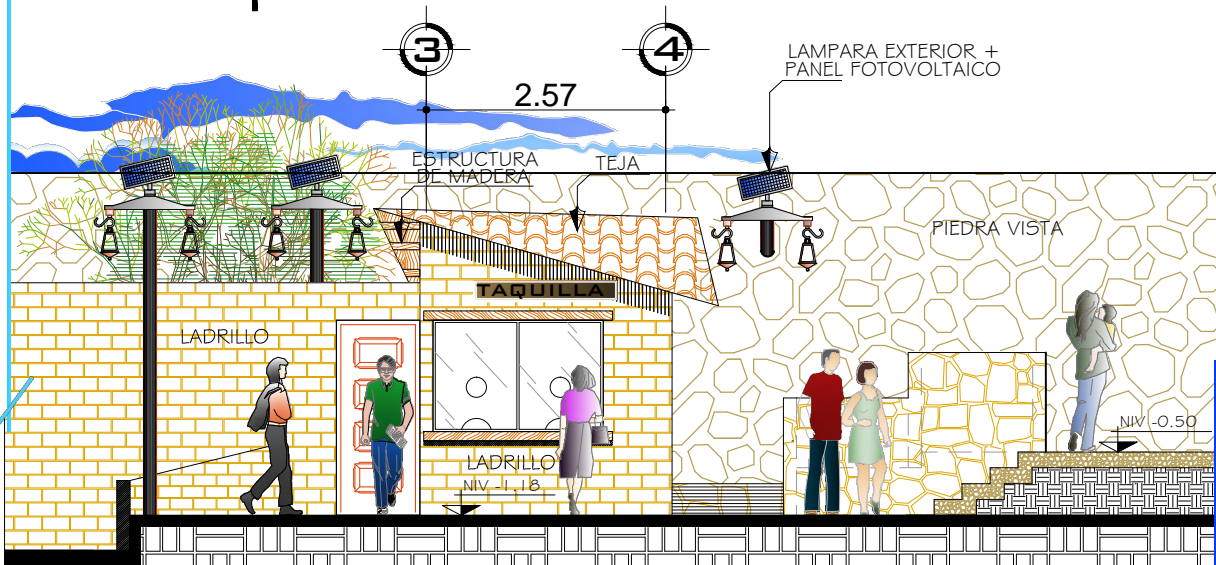 3
4
LAMPARA EXTERIOR +
PANEL FOTOVOLTAICO
2.57
ESTRUCTURA
DE MADERA
TEJA
PIEDRA VISTA
TAQUILLA
LADRILLO
NIV -0.50
LADRILLO
NIV -1.18